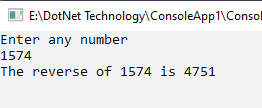 E:\DotNet Technology\ConsoleApp1\Consol
Enter any number
1574
The reverse of 1574 is 4751